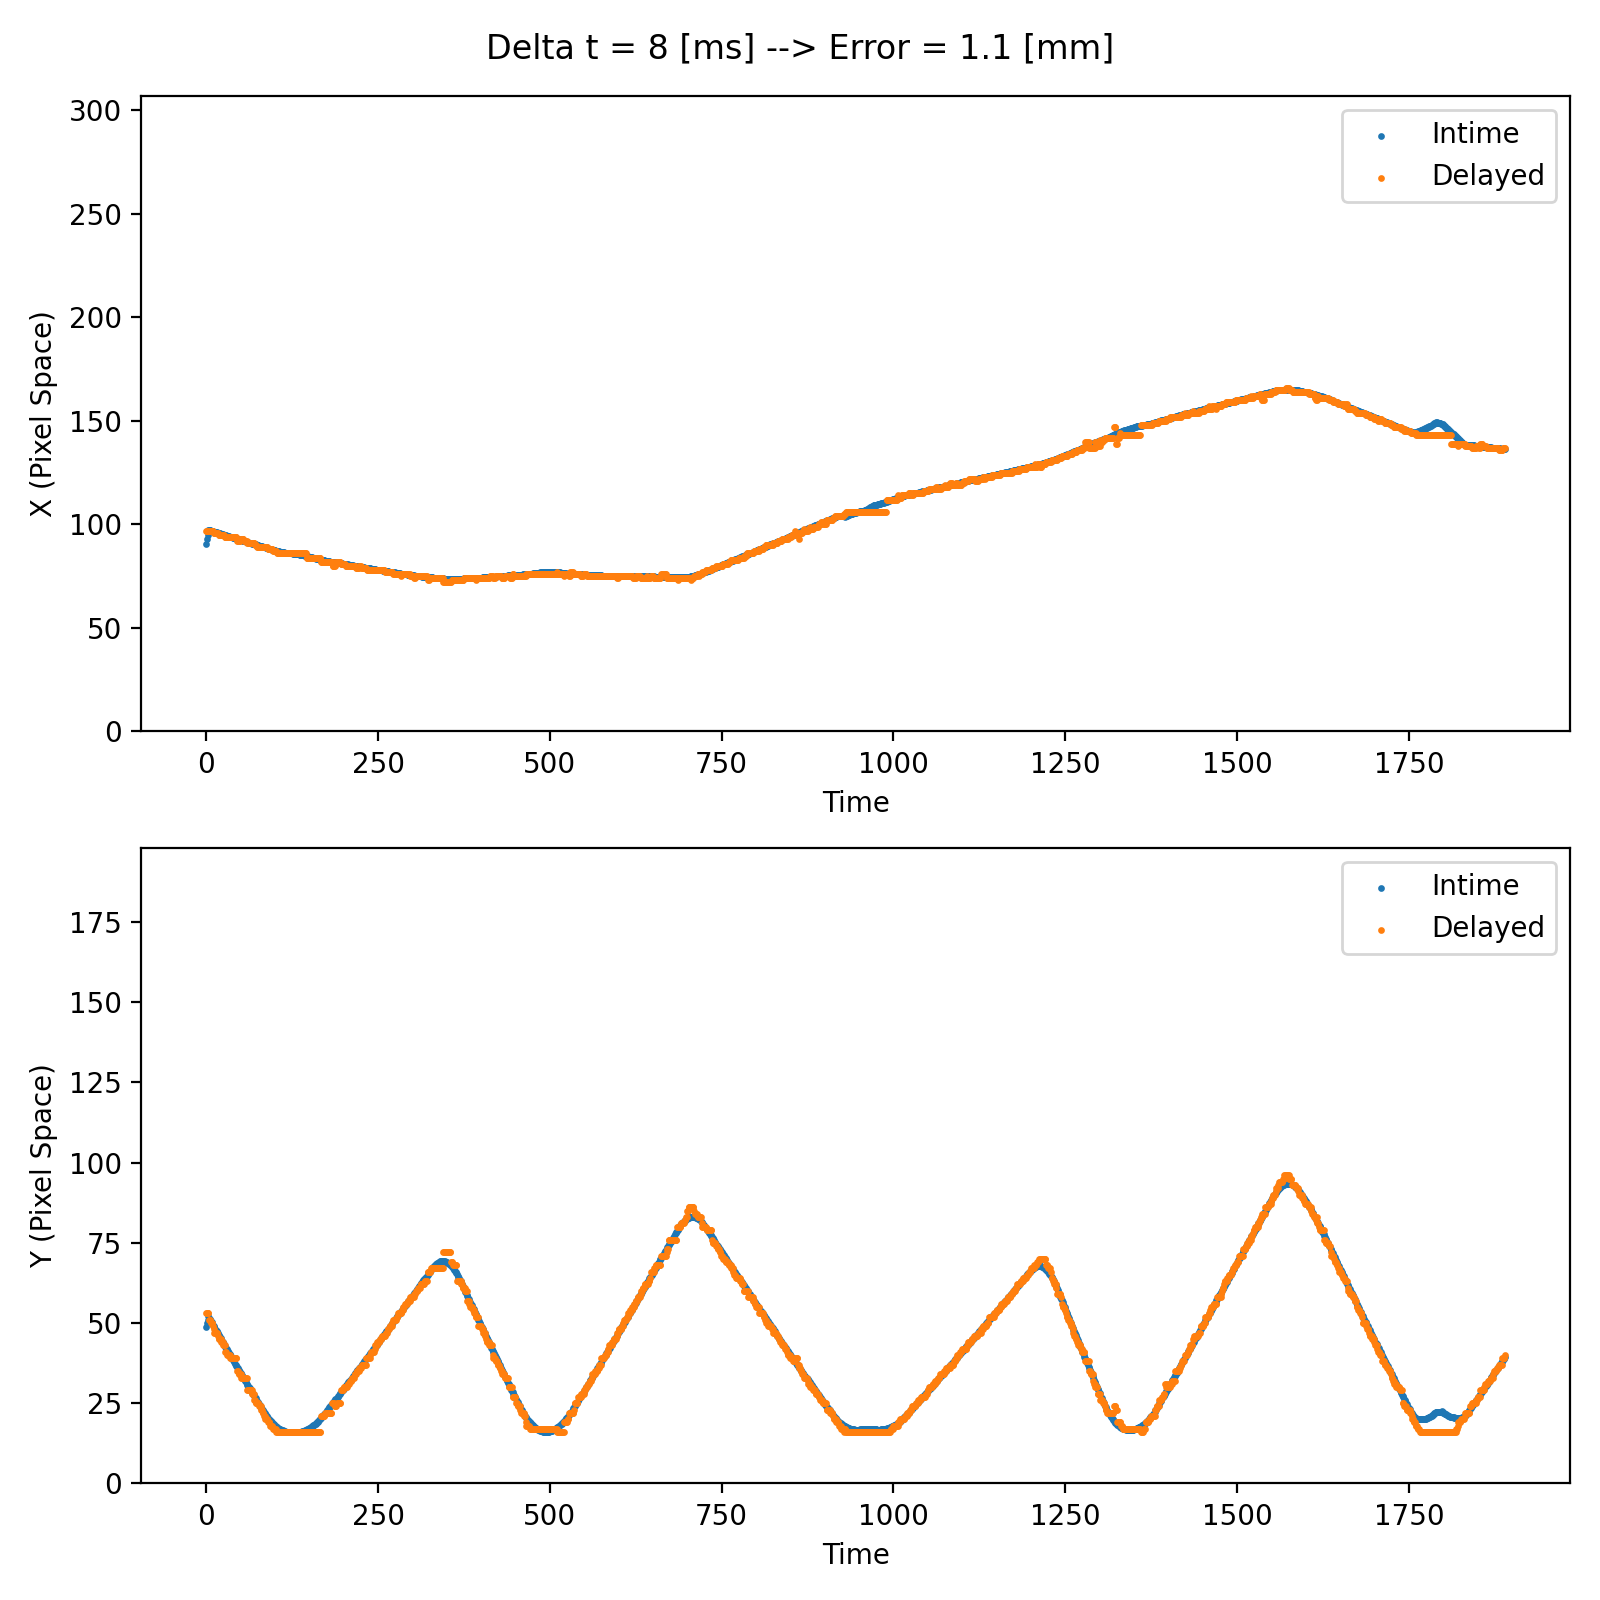 Delta t = 8 [ms] --> Error = 1.1 [mm]
300
250
200
150
100
50
0
X (Pixel Space)
Intime
Delayed
0 250 500 750 1000 1250 1500 1750
Time
175
150
125
100
75
50
25
0
Y (Pixel Space)
Intime
Delayed
0 250 500 750 1000 1250 1500 1750
Time